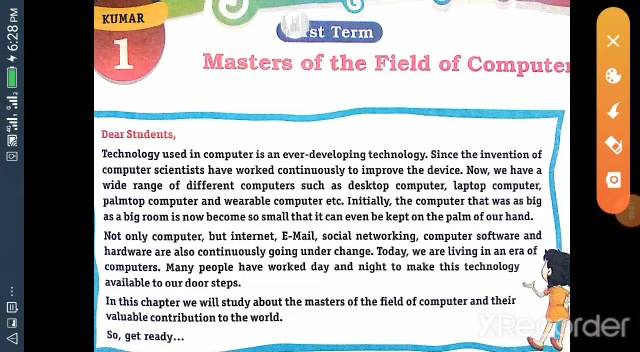 6:28PM
KUMAR
1
st Term
Masters of the Field of Computer
Dear Students,
Technology used in computer is an ever-developing technology. Since the invention of
computer scientists have worked continuously to improve the device. Now, we have a
wide range of different computers such as desktop computer, laptop computer,
palmtop computer and wearable computer etc. Initially, the computer that was as big
as a big room is now become so small that it can even be kept on the palm of our hand.
Not only computer, but internet, E-Mail, social networking, computer software and
hardware are also continuously going under change. Today, we are living in an era of
computers. Many people have worked day and night to make this technology
available to our door steps.
In this chapter we will study about the masters of the field of computer and their
valuable contribution to the world.
So, get ready...
XRecorder